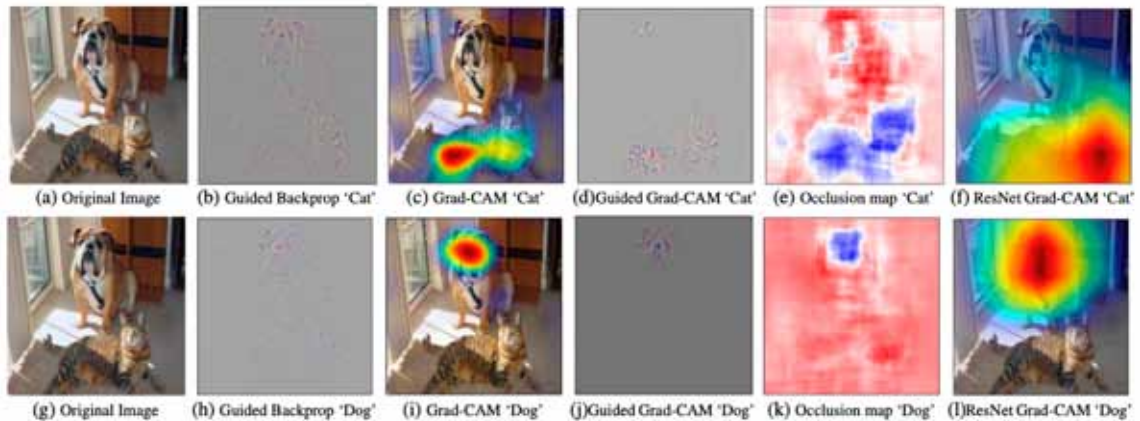 (a) Original Image (b) Guided Backprop ‘Cat’ (c) Grad-CAM ‘Cat’ (d)Guided Grad-CAM ‘Cat’ (e) Occlusion map ‘Cat’ (f) ResNet Grad-CAM ‘Cat’
(g) Original Image (h) Guided Backprop ‘Dog’ (i) Grad-CAM ‘Dog’ (j)Guided Grad-CAM ‘Dog’ (k) Occlusion map ‘Dog’ (l)ResNet Grad-CAM ‘Dog’